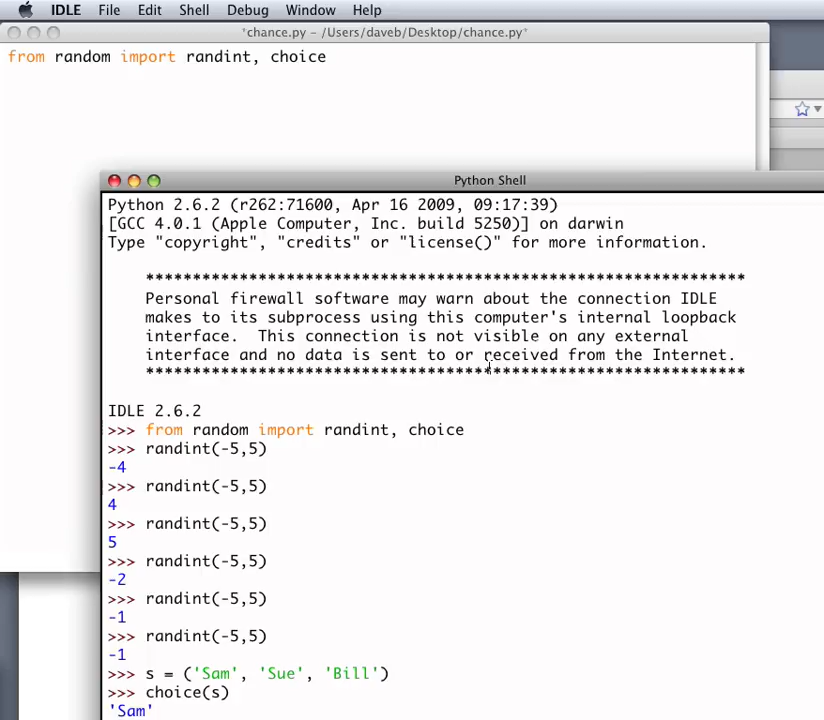 IDLE File Edit Shell Debug Window Help
*chance.py – /Users/daveb/Desktop/chance.py*
from random import randint, choice
Python Shell
Python 2.6.2 (r262:71600, Apr 16 2009, 09:17:39)
[GCC 4.0.1 (Apple Computer, Inc. build 5250)] on darwin
Type "copyright", "credits" or "license()" for more information.
****************************************************************
Personal firewall software may warn about the connection IDLE
makes to its subprocess using this computer's internal loopback
interface.  This connection is not visible on any external
interface and no data is sent to or received from the Internet.
****************************************************************
IDLE 2.6.2
>>> from random import randint, choice
>>> randint(-5,5)
-4
>>> randint(-5,5)
4
>>> randint(-5,5)
5
>>> randint(-5,5)
-2
>>> randint(-5,5)
-1
>>> randint(-5,5)
-1
>>> s = ('Sam', 'Sue', 'Bill')
>>> choice(s)
'Sam'